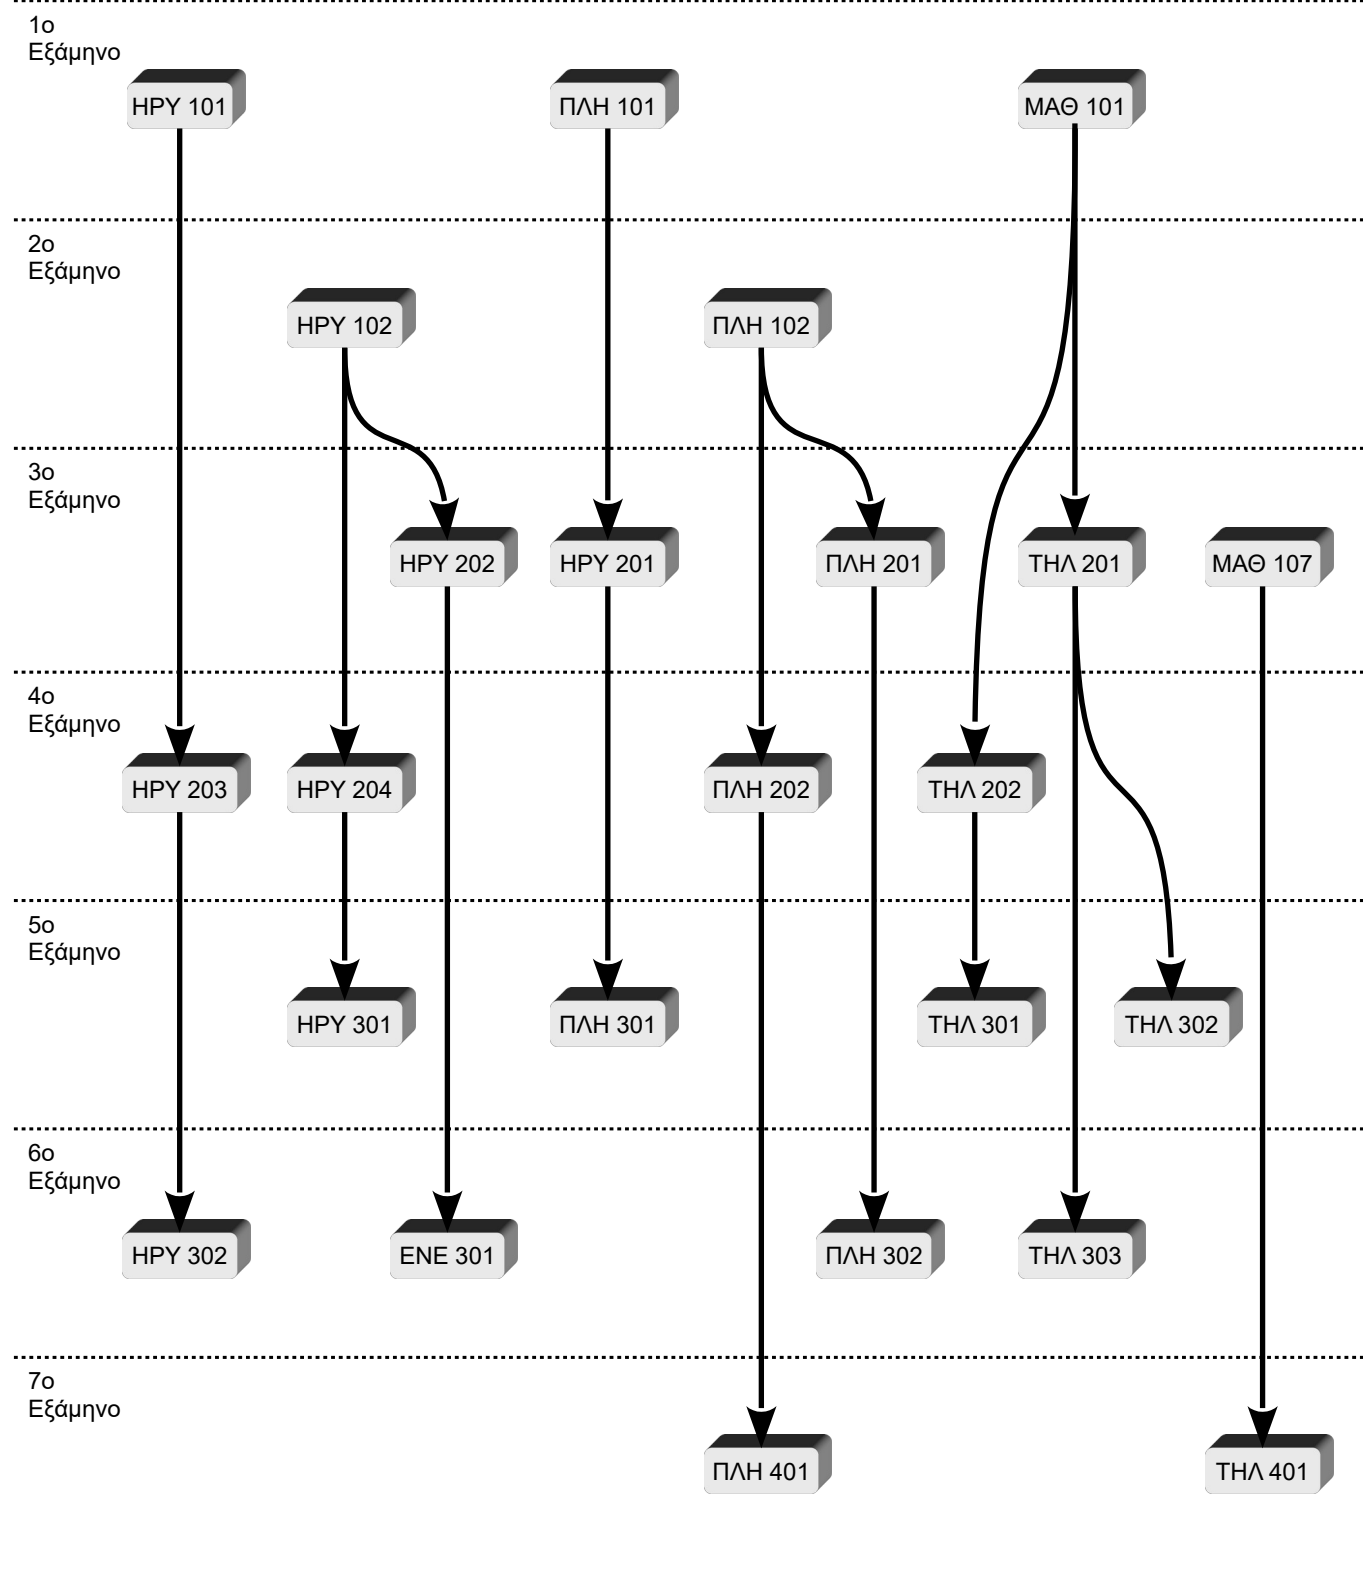 1ο
Εξάμηνο
ΗΡΥ 101
ΠΛΗ 101
ΜΑΘ 101
2ο
Εξάμηνο
ΗΡΥ 102
ΠΛΗ 102
3ο
Εξάμηνο
ΗΡΥ 202
ΗΡΥ 201
ΠΛΗ 201
ΤΗΛ 201
ΜΑΘ 107
4ο
Εξάμηνο
ΗΡΥ 203
ΗΡΥ 204
ΠΛΗ 202
ΤΗΛ 202
5ο
Εξάμηνο
ΗΡΥ 301
ΠΛΗ 301
ΤΗΛ 301
ΤΗΛ 302
6ο
Εξάμηνο
ΗΡΥ 302
ΕΝΕ 301
ΠΛΗ 302
ΤΗΛ 303
7ο
Εξάμηνο
ΠΛΗ 401
ΤΗΛ 401